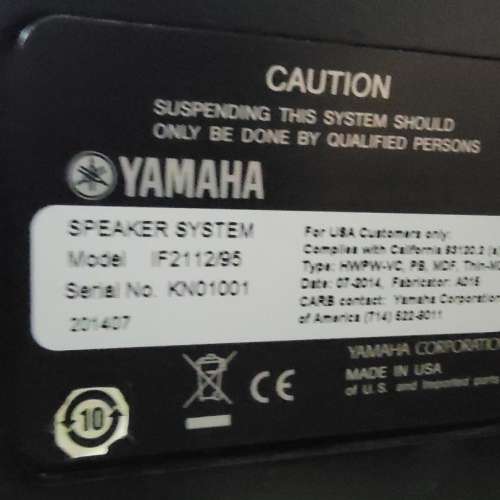 CAUTION
SUSPENDING THIS SYSTEM SHOULD
ONLY BE DONE BY QUALIFIED PERSONS
YAMAHA
SPEAKER SYSTEM
Model IF2112/95
Serial No. KN01001
201407
For USA Customers only:
Complies with California 93120.2 (a)
Type: HWPW-VC, PB, MDF, Thin-M
Date: 07-2014, Fabricator: A016
CARB contact: Yamaha Corporation
of America (714) 522-9011
YAMAHA CORPORATION
MADE IN USA
of U.S. and imported parts
CE
10